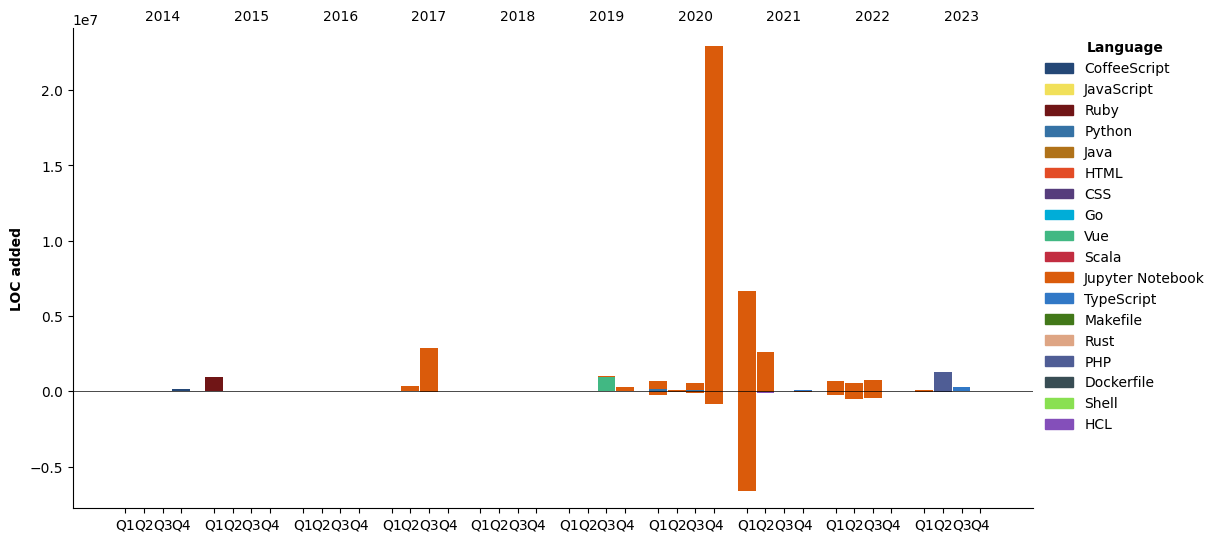 2014 2015 2016 2017 2018 2019 2020 2021 2022 2023
1e7
2.0
1.5
1.0
0.5
0.0
−0.5
LOC added
Q1Q2Q3Q4 Q1Q2Q3Q4 Q1Q2Q3Q4 Q1Q2Q3Q4 Q1Q2Q3Q4 Q1Q2Q3Q4 Q1Q2Q3Q4 Q1Q2Q3Q4 Q1Q2Q3Q4 Q1Q2Q3Q4
Language
CoffeeScript
JavaScript
Ruby
Python
Java
HTML
CSS
Go
Vue
Scala
Jupyter Notebook
TypeScript
Makefile
Rust
PHP
Dockerfile
Shell
HCL